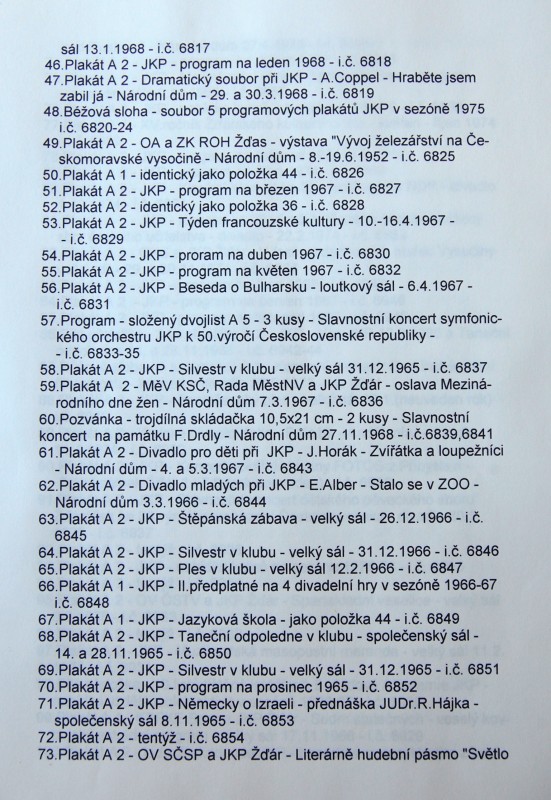 sál 13.1.1968 - i.č. 6817
46.Plakát A 2 - JKP - program na leden 1968 - i.č. 6818
47.Plakát A 2 - Dramatický soubor při JKP - A.Coppel - Hraběte jsem
zabil já - Národní dům - 29. a 30.3.1968 - i.č. 6819
48.Béžová sloha - soubor 5 programových plakátů JKP v sezóně 1975
i.č. 6820-24
49.Plakát A 2 - OA a ZK ROH Žďas - výstava "Vývoj železářství na Če-
skomoravské vysočině - Národní dům - 8.-19.6.1952 - i.č. 6825
50.Plakát A 1 - identický jako položka 44 - i.č. 6826
51.Plakát A 2 - JKP - program na březen 1967 - i.č. 6827
52.Plakát A 2 - identický jako položka 36 - i.č. 6828
53.Plakát A 2 - JKP - Týden francouzské kultury - 10.-16.4.1967 -
- i.č. 6829
54.Plakát A 2 - JKP - proram na duben 1967 - i.č. 6830
55.Plakát A 2 - JKP - program na květen 1967 - i.č. 6832
56.Plakát A 2 - JKP - Beseda o Bulharsku - loutkový sál - 6.4.1967 -
i.č. 6831
57.Program - složený dvojlist A 5 - 3 kusy - Slavnostní koncert symfonic-
kého orchestru JKP k 50.výročí Československé republiky -
- i.č. 6833-35
58.Plakát A 2 - JKP - Silvestr v klubu - velký sál 31.12.1965 - i.č. 6837
59.Plakát A 2 - MěV KSČ, Rada MěstNV a JKP Žďár - oslava Meziná-
rodního dne žen - Národní dům 7.3.1967 - i.č. 6836
60.Pozvánka - trojdílná skládačka 10,5x21 cm - 2 kusy - Slavnostní
koncert na památku F.Drdly - Národní dům 27.11.1968 - i.č.6839,6841
61.Plakát A 2 - Divadlo pro děti při JKP - J.Horák - Zvířátka a loupežníci
- Národní dům - 4. a 5.3.1967 - i.č. 6843
62.Plakát A 2 - Divadlo mladých při JKP - E.Alber - Stalo se v ZOO -
Národní dům 3.3.1966 - i.č. 6844
63.Plakát A 2 - JKP - Štěpánská zábava - velký sál - 26.12.1966 - i.č.
6845
64.Plakát A 2 - JKP - Silvestr v klubu - velký sál - 31.12.1966 - i.č. 6846
65.Plakát A 2 - JKP - Ples v klubu - velký sál 12.2.1966 - i.č. 6847
66.Plakát A 1 - JKP - II.předplatné na 4 divadelní hry v sezóně 1966-67
i.č. 6848
67.Plakát A 1 - JKP - Jazyková škola - jako položka 44 - i.č. 6849
68.Plakát A 2 - JKP - Taneční odpoledne v klubu - společenský sál -
14. a 28.11.1965 - i.č. 6850
69.Plakát A 2 - JKP - Silvestr v klubu - velký sál - 31.12.1965 - i.č. 6851
70.Plakát A 2 - JKP - program na prosinec 1965 - i.č. 6852
71.Plakát A 2 - JKP - Německy o Izraeli - přednáška JUDr.R.Hájka -
společenský sál 8.11.1965 - i.č. 6853
72.Plakát A 2 - tentýž - i.č. 6854
73.Plakát A 2 - OV SČSP a JKP Žďár - Literárně hudební pásmo "Světlo